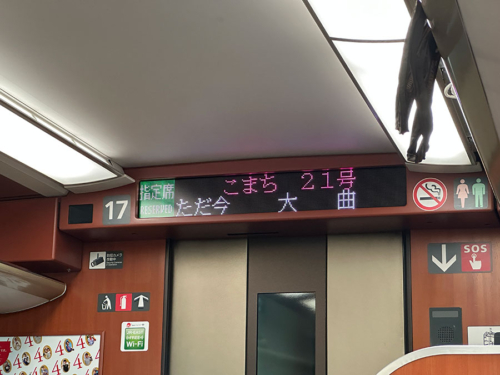 指定席
RESERVED
こまち 21号
ただ今 大 曲
17
SOS
Wi-Fi